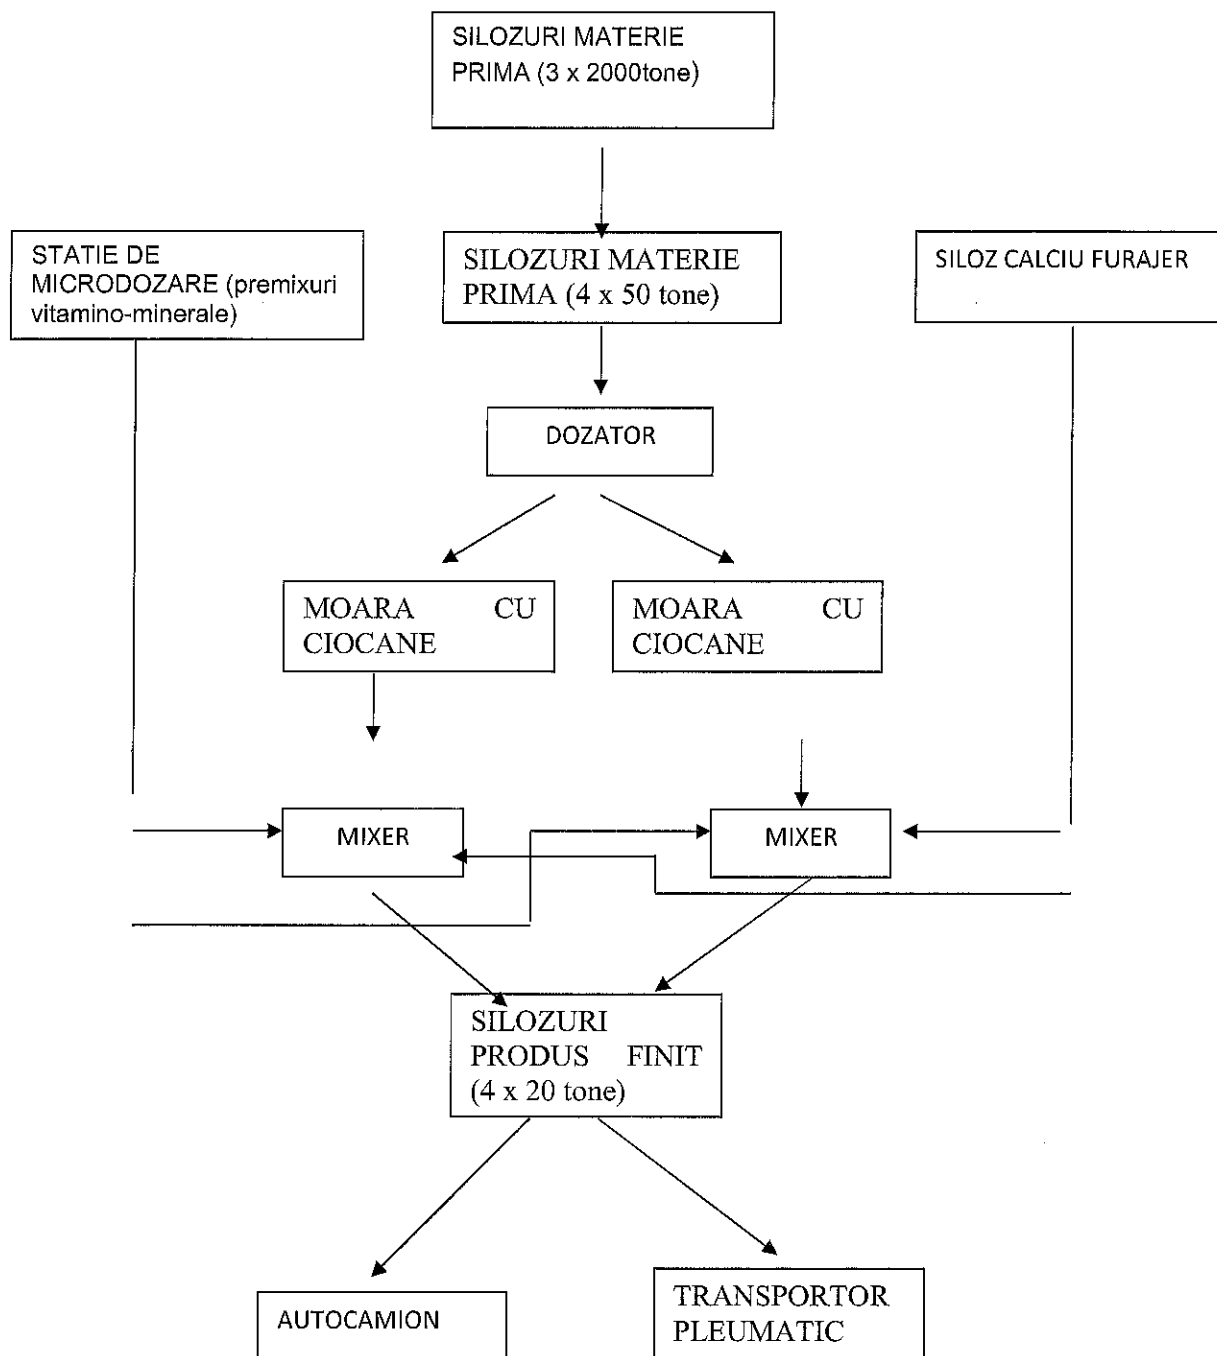 SILOZURI MATERIE
PRIMA (3 x 2000tone)
STATIE DE
MICRODOZARE (premixuri
vitamino-minerale)
SILOZURI MATERIE
PRIMA (4 x 50 tone)
SILOZ CALCIU FURAJER
DOZATOR
MOARA CU
CIOCANE
MOARA CU
CIOCANE
MIXER
MIXER
SILOZURI
PRODUS FINIT
(4 x 20 tone)
AUTOCAMION
TRANSPORTOR
PLEUMATIC